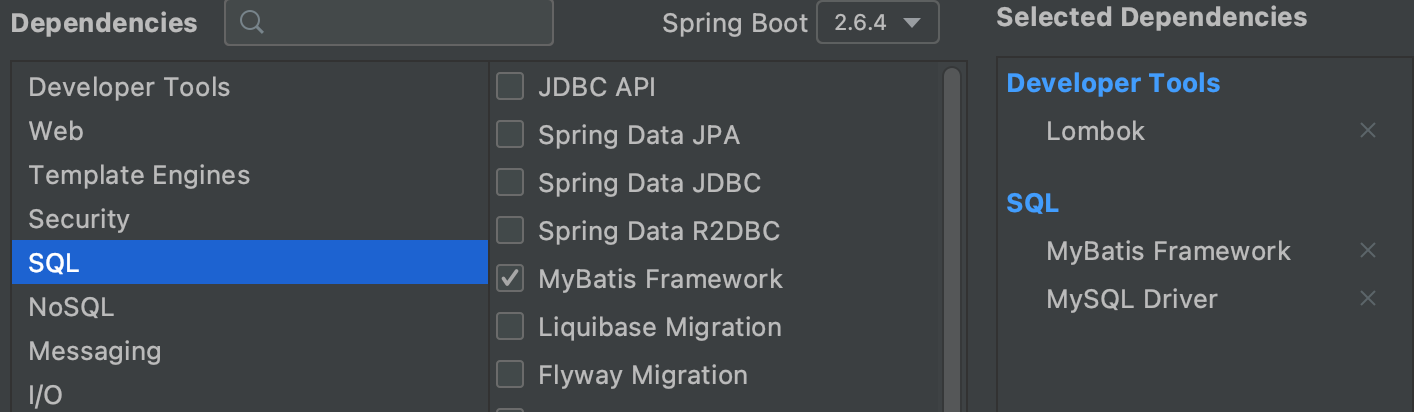 Dependencies
Spring Boot 2.6.4
Developer Tools
Web
Template Engines
Security
SQL
NoSQL
Messaging
I/O
JDBC API
Spring Data JPA
Spring Data JDBC
Spring Data R2DBC
MyBatis Framework
Liquibase Migration
Flyway Migration
Selected Dependencies
Developer Tools
Lombok
SQL
MyBatis Framework
MySQL Driver